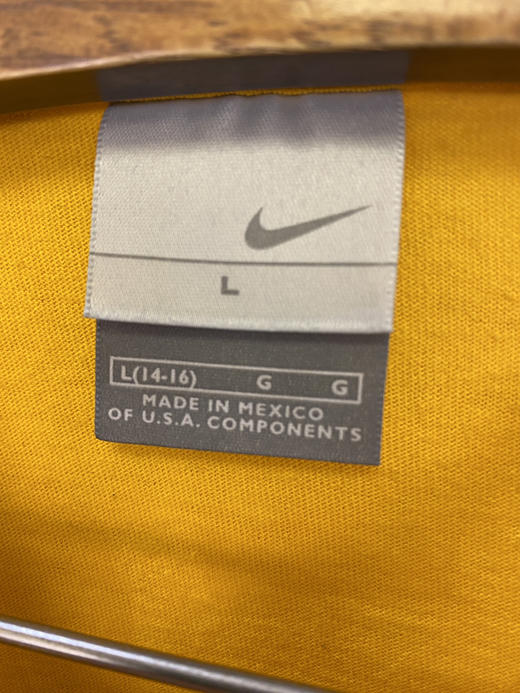 L
L(14-16) G G
MADE IN MEXICO
OF U.S.A. COMPONENTS